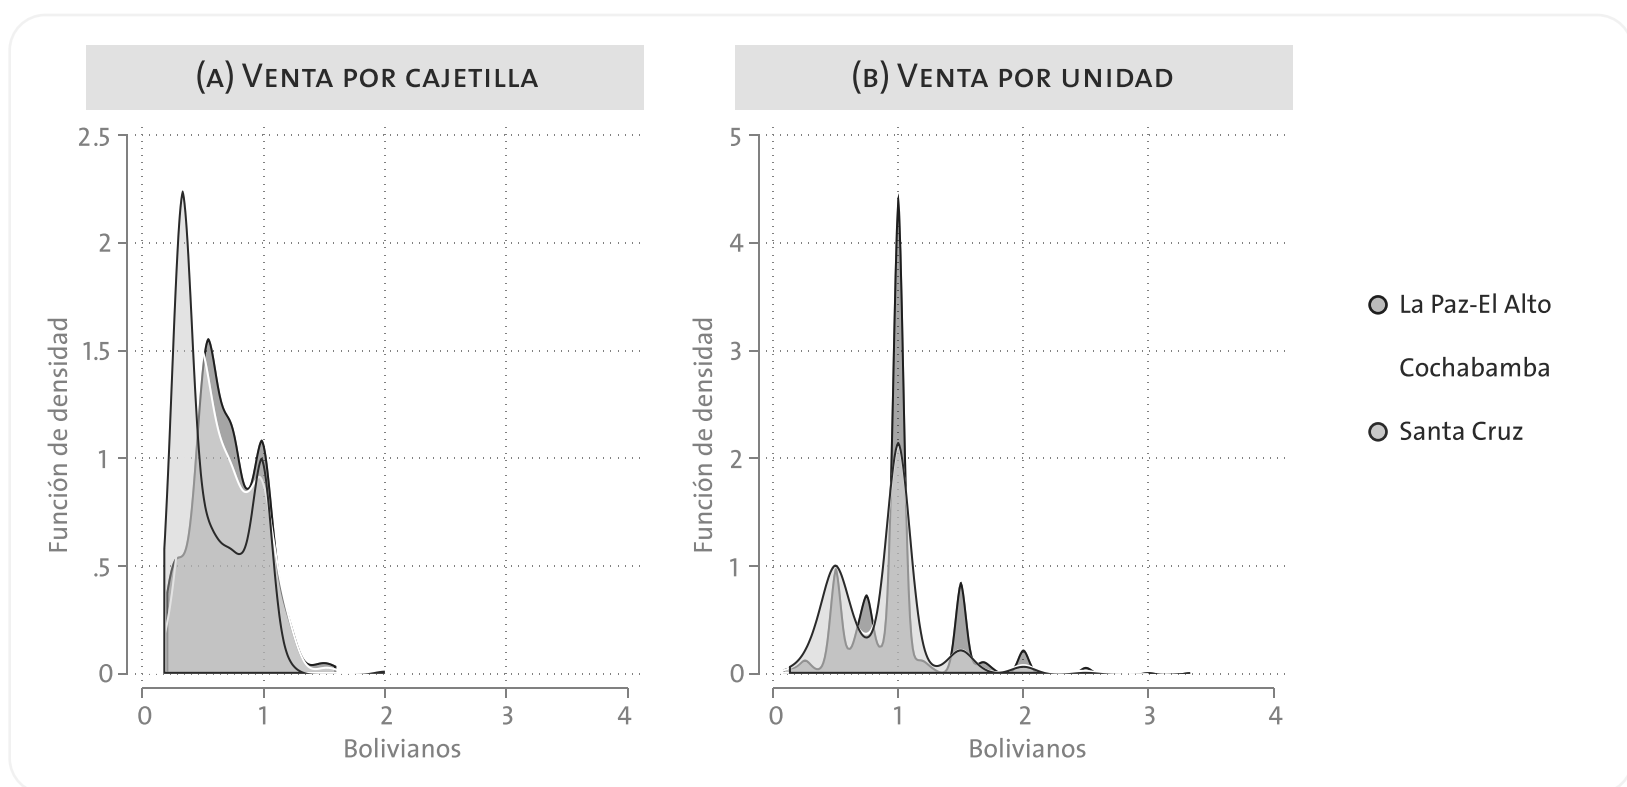 (A) VENTA POR CAJETILLA
2.5
2
1.5
1
.5
0
Función de densidad
0 1 2 3 4
Bolivianos
(B) VENTA POR UNIDAD
5
4
3
2
1
0
Función de densidad
0 1 2 3 4
Bolivianos
La Paz-El Alto
Cochabamba
Santa Cruz